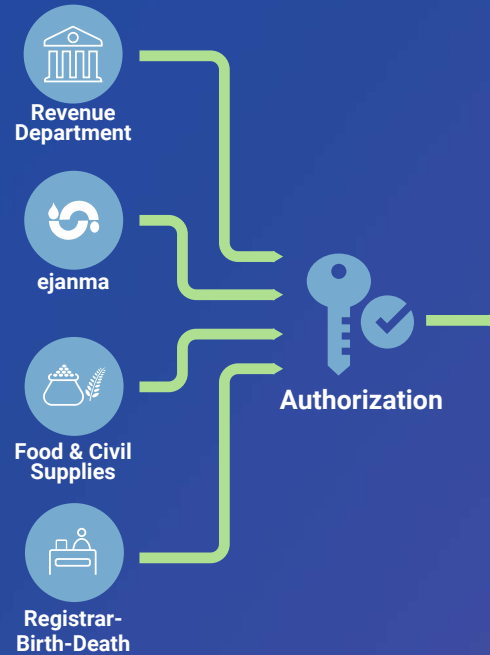 Revenue
Department
ejanma
Authorization
Food & Civil
Supplies
Registrar-
Birth-Death